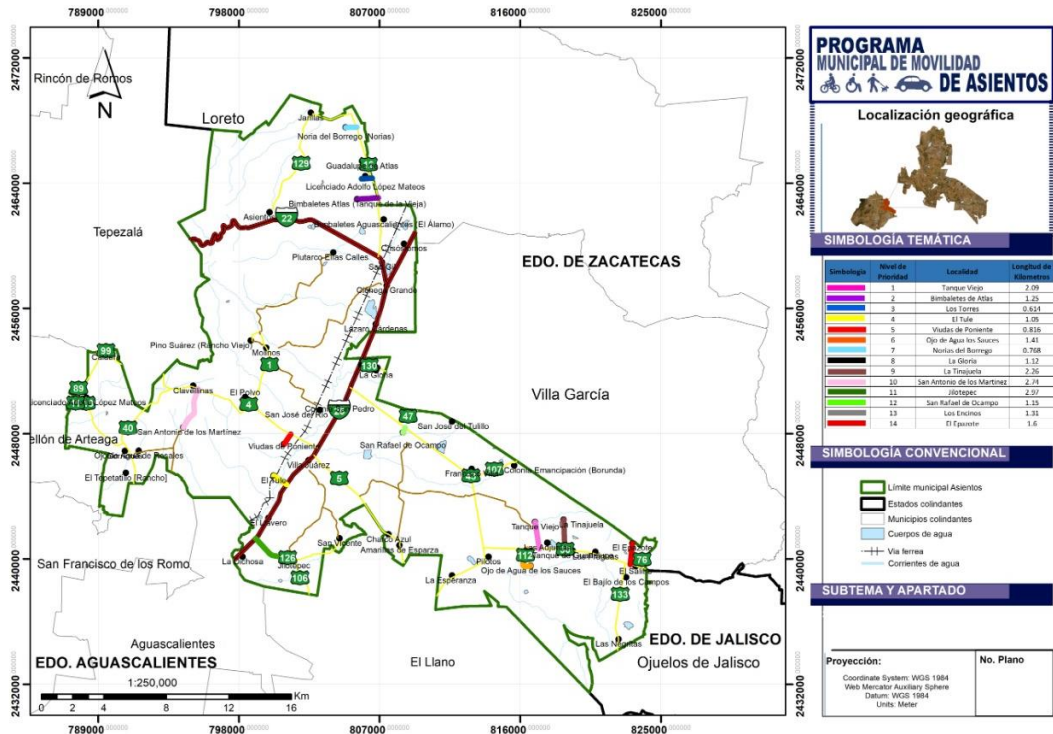 789000 798000 807000 816000 825000
2472000
2464000
2456000
2448000
2440000
2432000
Rincón de Romos
N
Loreto
Jarillas
Noria del Borrego (Norias)
129
Guadalupe de Atlas
Licenciado Adolfo López Mateos
Bimbaletes Atlas (Tanque de la Vieja)
Asientos
22
Bimbaletes Aguascalientes (El Álamo)
Tepezalá
Plutarco Elías Calles
EDO. DE ZACATECAS
Ciénega Grande
Lázaro Cárdenas
Pino Suárez (Rancho Viejo)
Molinos
99
1
130
La Gloria
89
Clavellinas
El Polvo
4
Villa García
San José del Río
47
San José del Tulillo
40
San Antonio de los Martínez
Viudas de Poniente
San Rafael de Ocampo
El Tepetatillo [Rancho]
Villa Juárez
43
107
Colonia Emancipación (Borunda)
El Tule
5
El Llavero
Tanque Viejo
La Tinajuela
San Vicente
Amarillas de Esparza
La Dichosa
126
Jilotepec
106
San Francisco de los Romo
112
El Epazote
76
Pilotos
Ojo de Agua de los Sauces
La Esperanza
El Bajío de los Campos
133
Las Negritas
Aguascalientes
EDO. AGUASCALIENTES
El Llano
EDO. DE JALISCO
Ojuelos de Jalisco
1:250,000
Km
0 2 4 8 12 16
789000 798000 807000 816000 825000
PROGRAMA
MUNICIPAL DE MOVILIDAD
DE ASIENTOS
Localización geográfica
SIMBOLOGÍA TEMÁTICA
Simbología Nivel de Prioridad Localidad Longitud de Kilometros
1 Tanque Viejo 2.09
2 Bimbaletes de Atlas 1.25
3 Los Torres 0.614
4 El Tule 1.05
5 Viudas de Poniente 0.816
6 Ojo de Agua los Sauces 1.41
7 Norias del Borrego 0.768
8 La Gloria 1.12
9 La Tinajuela 2.26
10 San Antonio de los Martinez 2.74
11 Jilotepec 2.97
12 San Rafael de Ocampo 1.15
13 Los Encinos 1.31
14 El Epazote 1.6
SIMBOLOGÍA CONVENCIONAL
Límite municipal Asientos
Estados colindantes
Municipios colindantes
Cuerpos de agua
Via ferrea
Corrientes de agua
SUBTEMA Y APARTADO
Proyección:
Coordinate System: WGS 1984
Web Mercator Auxiliary Sphere
Datum: WGS 1984
Units: Meter
No. Plano